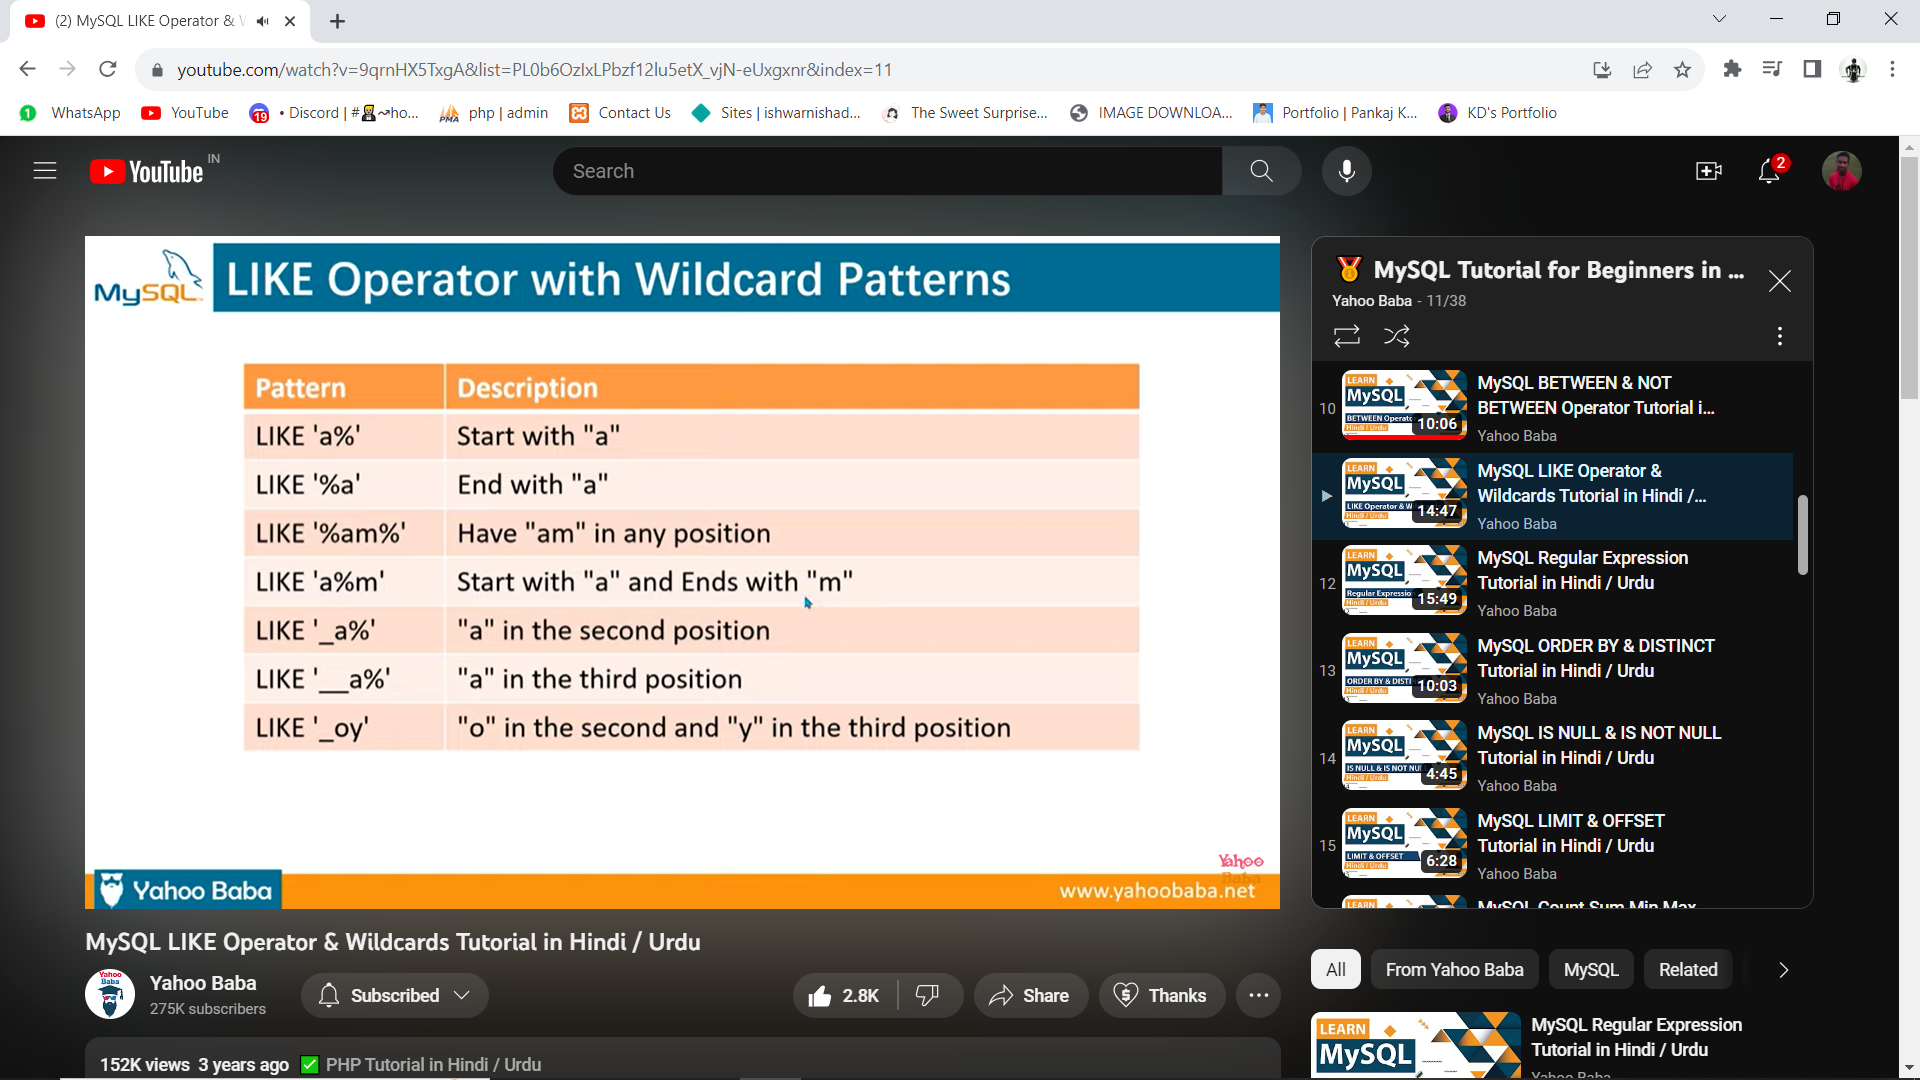 (2) MySQL LIKE Operator &
youtube.com/watch?v=9qrnHX5TxgA&list=PL0b6OzIxLPbzf12lu5etX_vjN-eUxgxnr&index=11
1 WhatsApp
YouTube
19 • Discord | #
ho...
php | admin
Contact Us
Sites | ishwarnishad...
The Sweet Surprise...
IMAGE DOWNLOA...
Portfolio | Pankaj K...
KD's Portfolio
YouTube IN
Search
2
MySQL
LIKE Operator with Wildcard Patterns
Pattern Description
LIKE 'a%' Start with "a"
LIKE '%a' End with "a"
LIKE '%am%' Have "am" in any position
LIKE 'a%m' Start with "a" and Ends with "m"
LIKE '_a%' "a" in the second position
LIKE '__a%' "a" in the third position
LIKE '_oy' "o" in the second and "y" in the third position
Yahoo Baba
Yahoo Baba
www.yahoobaba.net
MySQL LIKE Operator & Wildcards Tutorial in Hindi / Urdu
Yahoo Baba
Yahoo Baba
275K subscribers
Subscribed
2.8K
Share
Thanks
152K views 3 years ago ✅ PHP Tutorial in Hindi / Urdu
MySQL Tutorial for Beginners in ...
Yahoo Baba - 11/38
10
LEARN
MySQL
BETWEEN Operato
Hindi / Urdu
10:06
MySQL BETWEEN & NOT
BETWEEN Operator Tutorial i...
Yahoo Baba
LEARN
MySQL
LIKE Operator & W
Hindi / Urdu
14:47
MySQL LIKE Operator &
Wildcards Tutorial in Hindi /...
Yahoo Baba
12
LEARN
MySQL
Regular Expressio
Hindi / Urdu
15:49
MySQL Regular Expression
Tutorial in Hindi / Urdu
Yahoo Baba
13
LEARN
MySQL
ORDER BY & DISTI
Hindi / Urdu
10:03
MySQL ORDER BY & DISTINCT
Tutorial in Hindi / Urdu
Yahoo Baba
14
LEARN
MySQL
IS NULL & IS NOT NUL
Hindi / Urdu
4:45
MySQL IS NULL & IS NOT NULL
Tutorial in Hindi / Urdu
Yahoo Baba
15
LEARN
MySQL
LIMIT & OFFSET
Hindi / Urdu
6:28
MySQL LIMIT & OFFSET
Tutorial in Hindi / Urdu
Yahoo Baba
LEARN
MySQL Count Sum Min Max
All
From Yahoo Baba
MySQL
Related
LEARN
MySQL
MySQL Regular Expression
Tutorial in Hindi / Urdu
Yahoo Baba